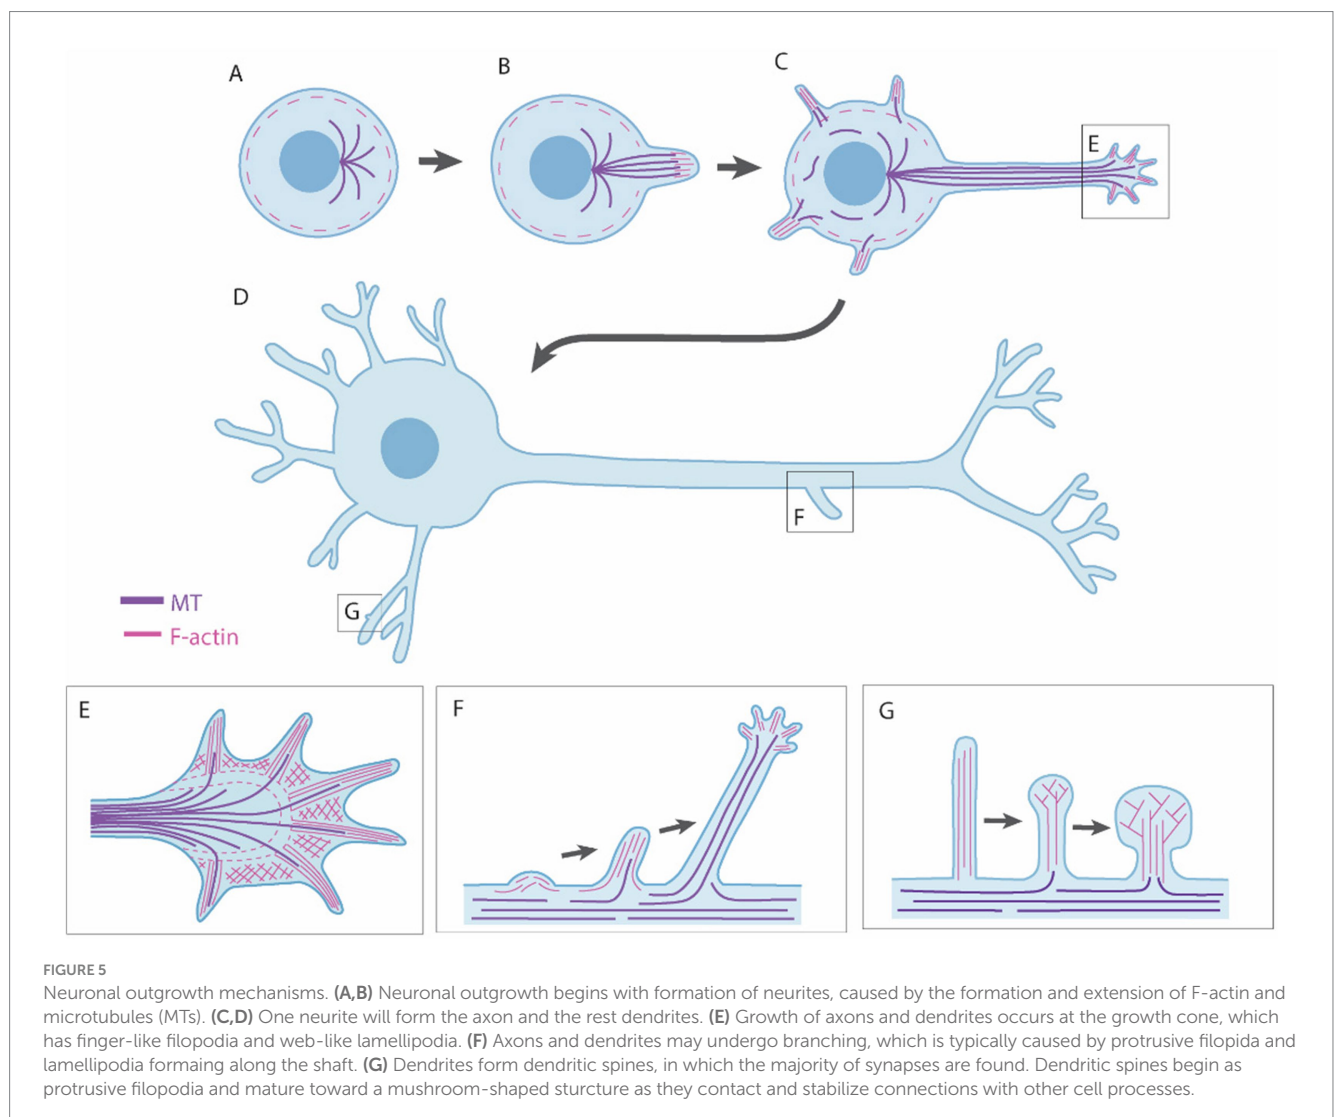 A
B
C
E
D
F
G
MT
F-actin
E
F
G
FIGURE 5
Neuronal outgrowth mechanisms. (A,B) Neuronal outgrowth begins with formation of neurites, caused by the formation and extension of F-actin and
microtubules (MTs). (C,D) One neurite will form the axon and the rest dendrites. (E) Growth of axons and dendrites occurs at the growth cone, which
has finger-like filopodia and web-like lamellipodia. (F) Axons and dendrites may undergo branching, which is typically caused by protrusive filopida and
lamellipodia formaing along the shaft. (G) Dendrites form dendritic spines, in which the majority of synapses are found. Dendritic spines begin as
protrusive filopodia and mature toward a mushroom-shaped sturcture as they contact and stabilize connections with other cell processes.